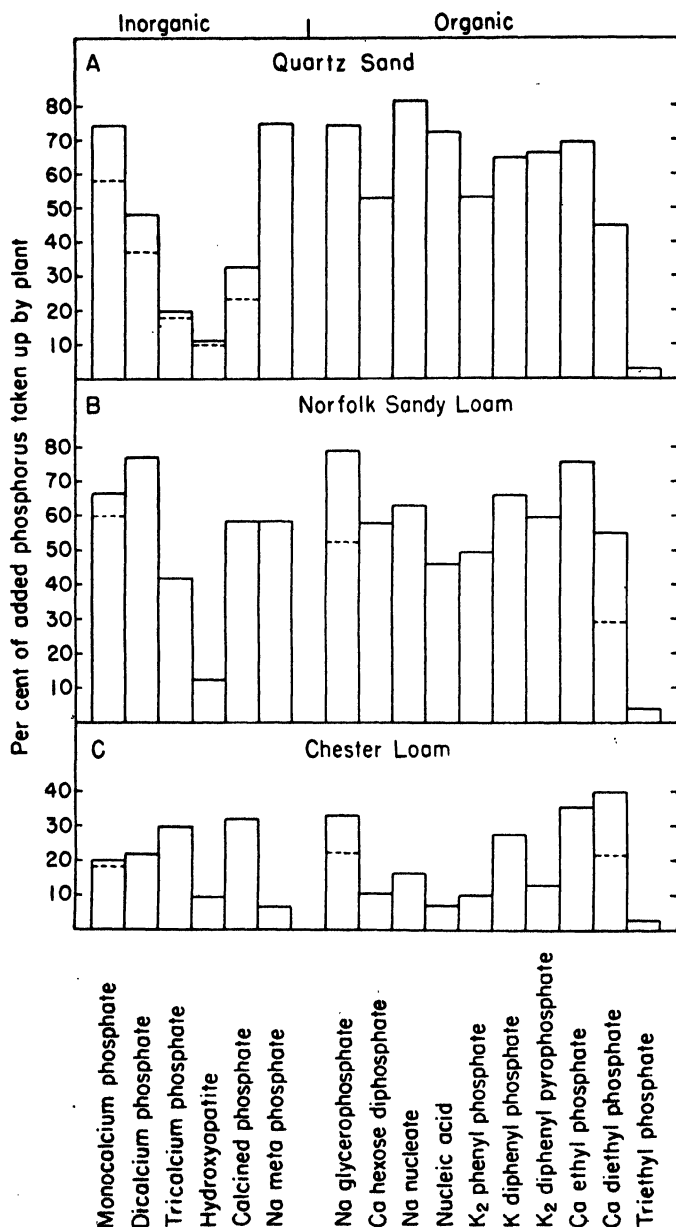 Inorganic Organic
A Quartz Sand
80
70
60
50
40
30
20
10
B Norfolk Sandy Loam
80
70
60
50
40
30
20
10
C Chester Loam
40
30
20
10
Per cent of added phosphorus taken up by plant
Monocalcium phosphate
Dicalcium phosphate
Tricalcium phosphate
Hydroxyapatite
Calcined phosphate
Na meta phosphate
Na glycerophosphate
Ca hexose diphosphate
Na nucleate
Nucleic acid
K₂ phenyl phosphate
K diphenyl phosphate
K₂ diphenyl pyrophosphate
Ca ethyl phosphate
Ca diethyl phosphate
Triethyl phosphate